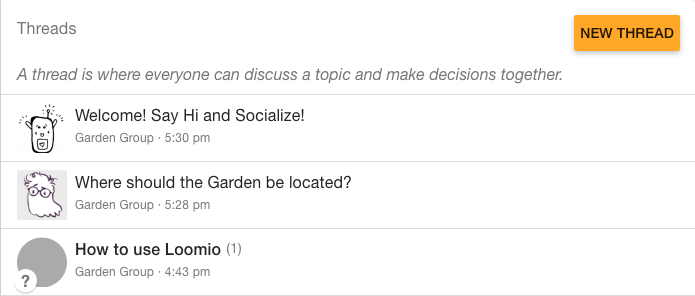 Threads
NEW THREAD
A thread is where everyone can discuss a topic and make decisions together.
Welcome! Say Hi and Socialize!
Garden Group · 5:30 pm
Where should the Garden be located?
Garden Group · 5:28 pm
How to use Loomio (1)
Garden Group · 4:43 pm
?